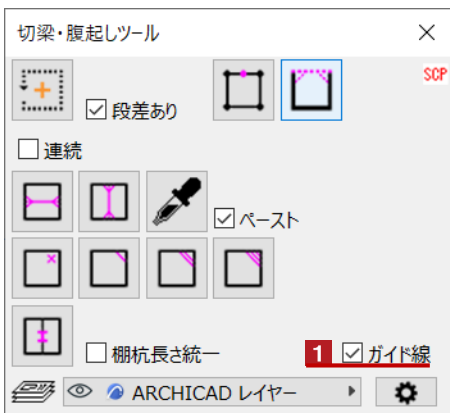 切梁・腹起しツール
SCP
段差あり
連続
ペースト
棚杭長さ統一
1 ガイド線
ARCHICAD レイヤー